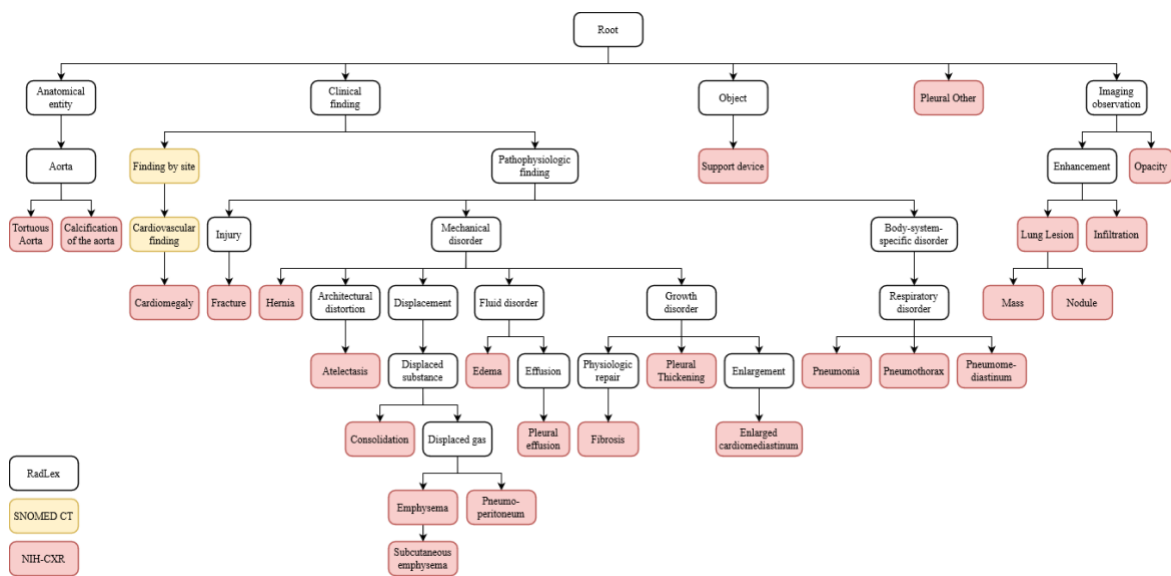 Root
Anatomical
entity
Clinical
finding
Object
Pleural Other
Imaging
observation
Aorta
Finding by site
Pathophysiologic
finding
Support device
Enhancement
Opacity
Tortuous
Aorta
Calcification
of the aorta
Cardiovascular
finding
Injury
Mechanical
disorder
Body-system-
specific disorder
Lung Lesion
Infiltration
Cardiomegaly
Fracture
Hernia
Architectural
distortion
Displacement
Fluid disorder
Growth
disorder
Respiratory
disorder
Mass
Nodule
Atelectasis
Displaced
substance
Edema
Effusion
Physiologic
repair
Pleural
Thickening
Enlargement
Pneumonia
Pneumothorax
Pneumome-
diastinum
Consolidation
Displaced gas
Pleural
effusion
Fibrosis
Enlarged
cardiomediastinum
RadLex
Emphysema
Pneumo-
peritoneum
SNOMED CT
Subcutaneous
emphysema
NIH-CXR